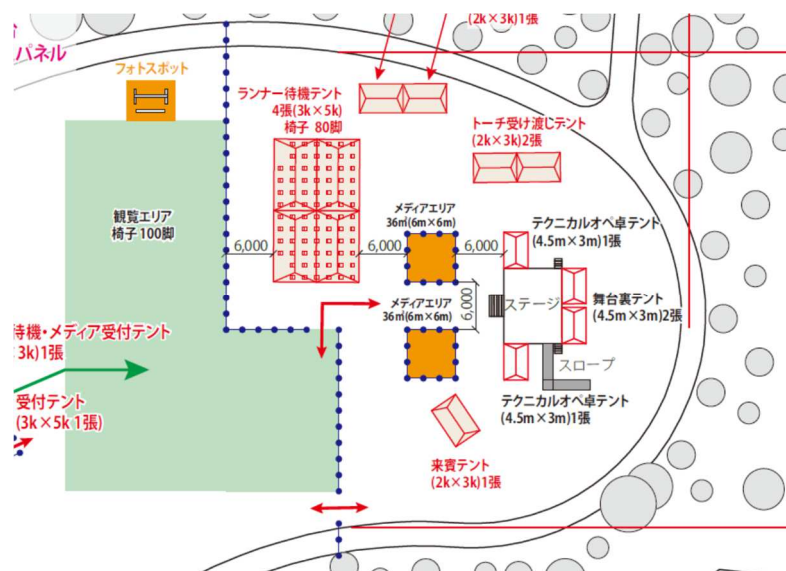 台
パネル
フォトスポット
(2k×3k)1張
ランナー待機テント
4張(3k×5k)
椅子 80脚
トーチ受け渡しテント
(2k×3k)2張
観覧エリア
椅子 100脚
メディアエリア
36㎡(6m×6m)
テクニカルオペ卓テント
(4.5m×3m)1張
6,000
6,000
6,000
6,000
メディアエリア
36㎡(6m×6m)
ステージ
舞台裏テント
(4.5m×3m)2張
待機・メディア受付テント
×3k)1張
スロープ
受付テント
(3k×5k 1張)
テクニカルオペ卓テント
(4.5m×3m)1張
来賓テント
(2k×3k)1張